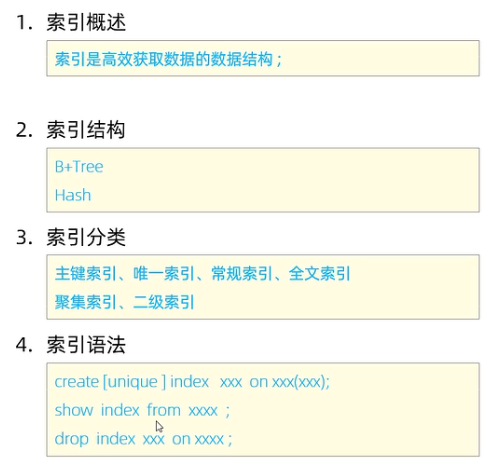 1. 索引概述
索引是高效获取数据的数据结构 ;
2. 索引结构
B+Tree
Hash
3. 索引分类
主键索引、唯一索引、常规索引、全文索引
聚集索引、二级索引
4. 索引语法
create [unique ] index xxx on xxx(xxx);
show index from xxxx ;
drop index xxx on xxxx ;